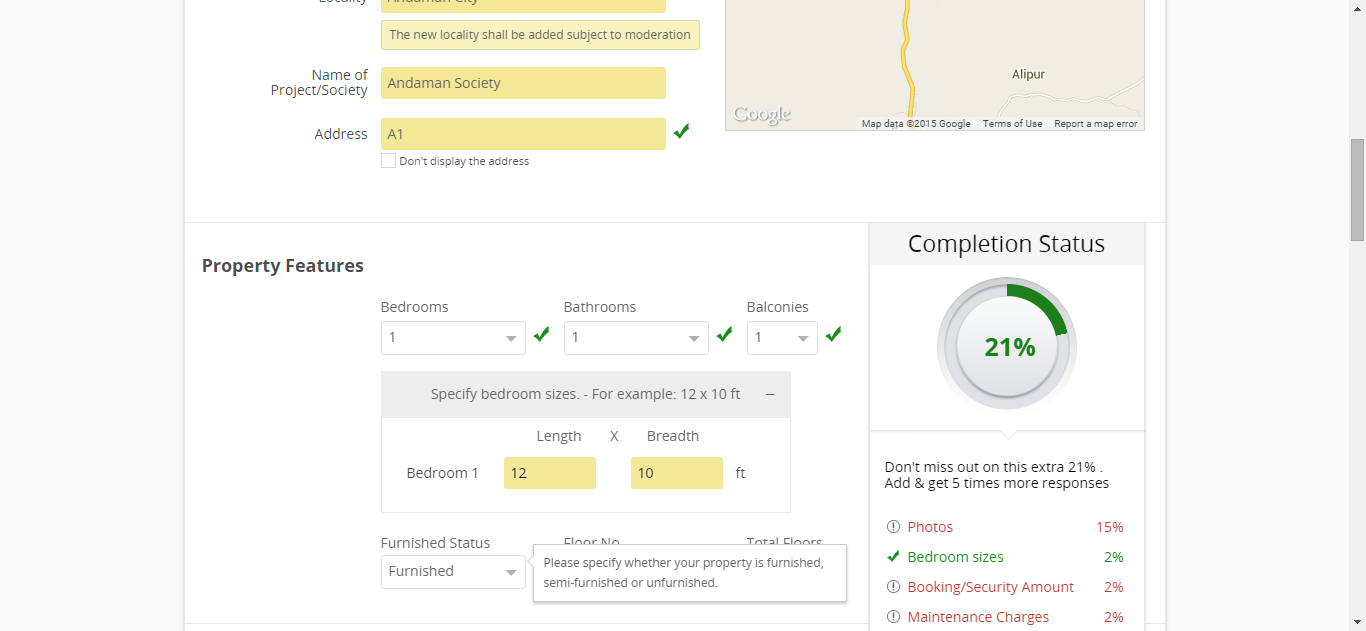 Locality
Andaman City
The new locality shall be added subject to moderation
Name of
Project/Society
Andaman Society
Address
A1
Don't display the address
Alipur
Google
Map data ©2015 Google
Terms of Use
Report a map error
Property Features
Bedrooms
Bathrooms
Balconies
1
1
1
Specify bedroom sizes. - For example: 12 x 10 ft
–
Length X Breadth
Bedroom 1
12
10
ft
Furnished Status
Floor No
Total Floors
Furnished
Please specify whether your property is furnished,
semi-furnished or unfurnished.
Completion Status
21%
Don't miss out on this extra 21% .
Add & get 5 times more responses
Photos 15%
Bedroom sizes 2%
Booking/Security Amount 2%
Maintenance Charges 2%